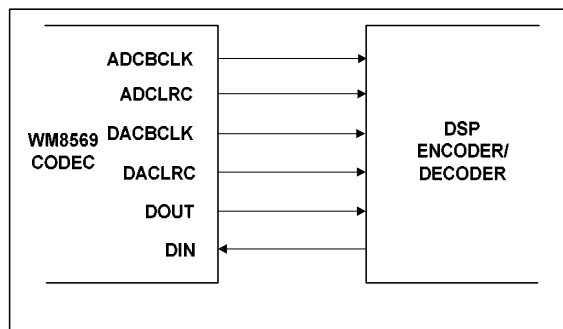 ADCBCLK
ADCLRC
WM8569
CODEC
DACBCLK
DACLRC
DOUT
DIN
DSP
ENCODER/
DECODER